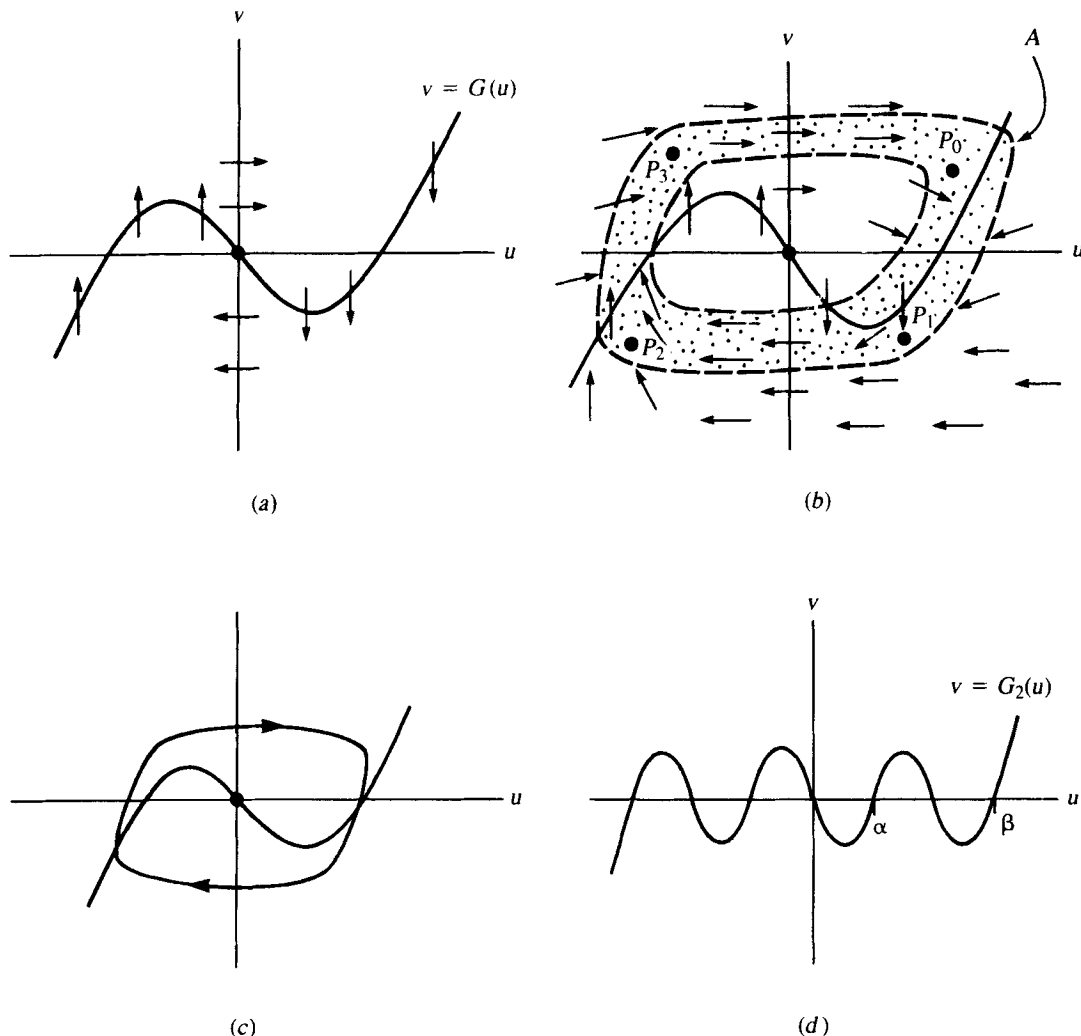 v
v = G(u)
u
(a)
v
A
P0
P3
u
P1
P2
(b)
u
(c)
v
v = G2(u)
u
α
β
(d)